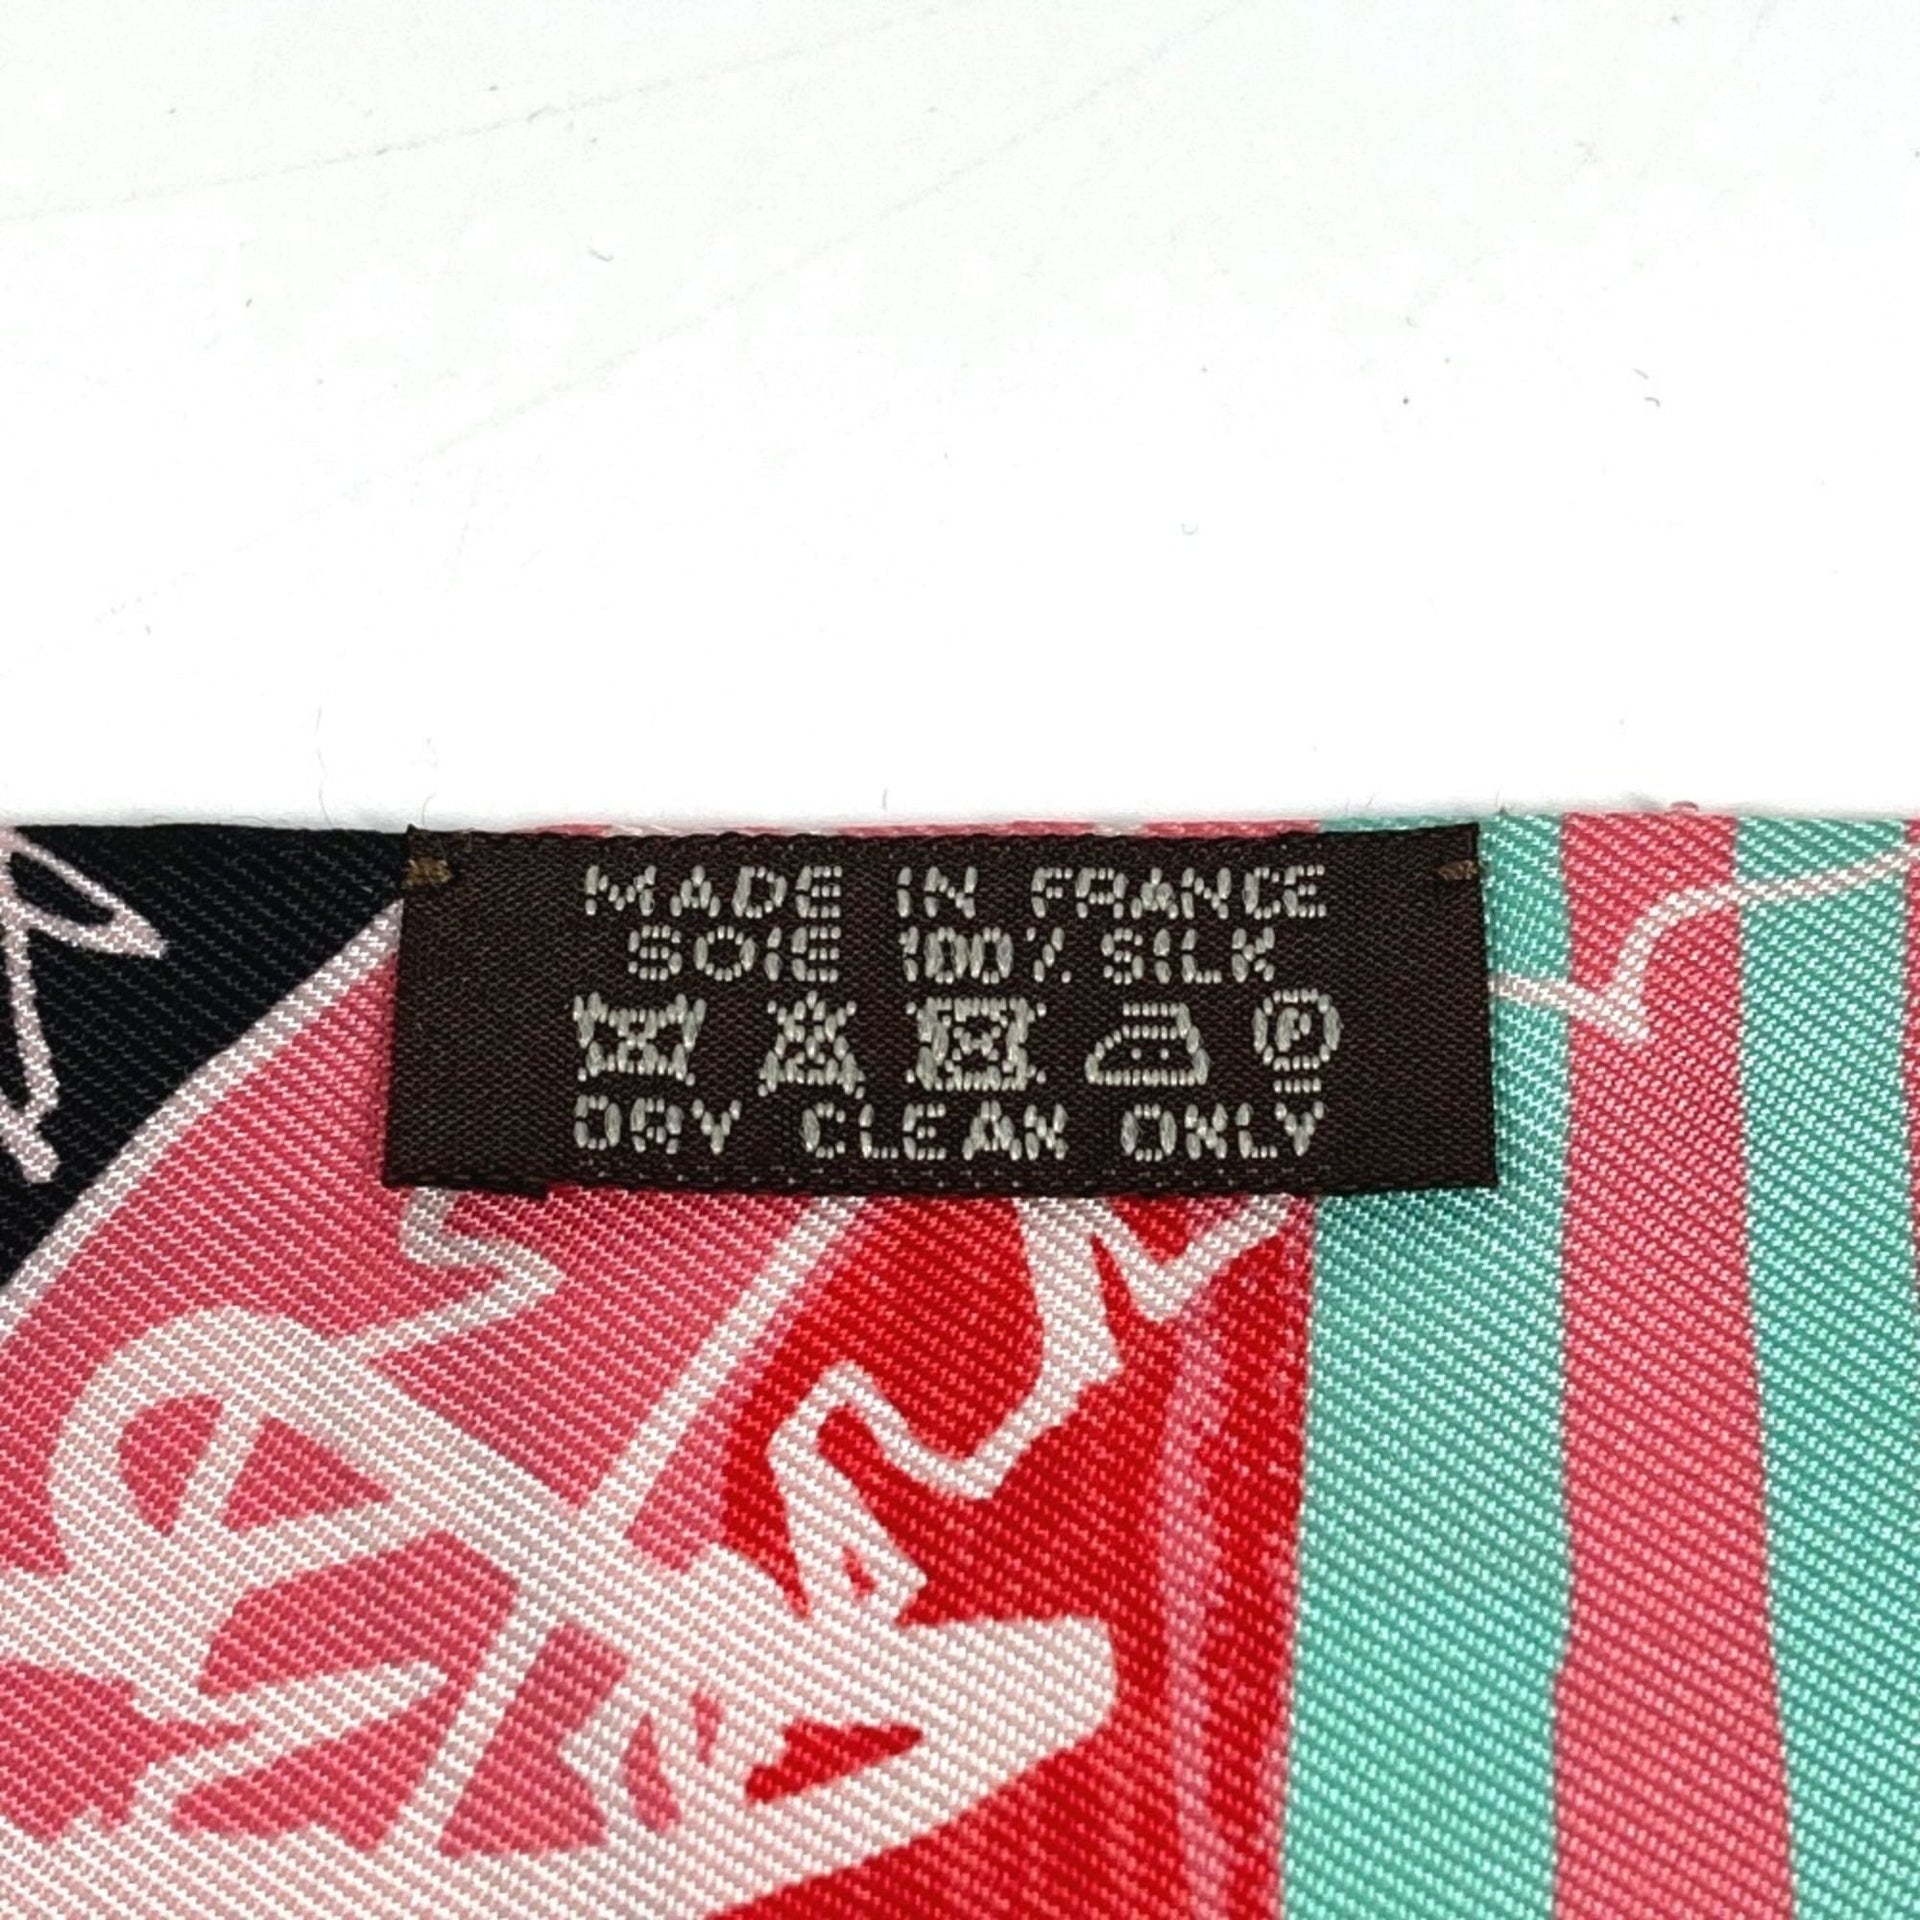 MADE IN FRANCE
SOIE 100% SILK
P
DRY CLEAN ONLY